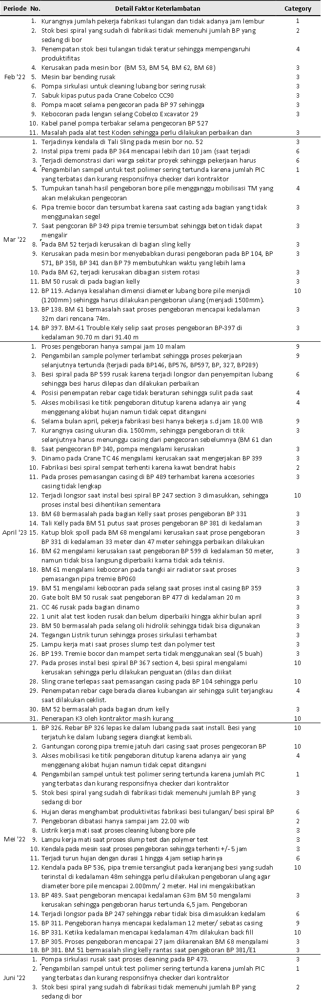 Periode No. Detail Faktor Keterlambatan Category
1. Kurangnya jumlah pekerja fabrikasi tulangan dan tidak adanya jam lembur 1
2. Stok besi spiral yang sudah di fabrikasi tidak memenuhi jumlah BP yang 2
sedang di bor
3. Penempatan stok besi tulangan tidak teratur sehingga mempengaruhi 4
produktifitas
4. Kerusakan pada mesin bor (BM 53, BM 54, BM 62, BM 68) 3
Feb '22 5. Mesin bar bending rusak 3
6. Pompa sirkulasi untuk cleaning lubang bor sering rusak 3
7. Sabuk kipas putus pada Crane Cobelco CC90 3
8. Pompa macet selama pengecoran pada BP 97 sehingga 3
9. Kebocoran pada lengan selang Cobelco Excavator 29 3
10. Kabel panel pompa terbakar selama pengecoran BP 527
11. Masalah pada alat test Koden sehingga perlu dilakukan perbaikan dan 3
1. Terjadinya kendala di Tali Sling pada mesin bor no. 52 3
2. Instal pipa tremi pada BP 364 mencapai lebih dari 10 jam (saat terjadi 6
3. Terjadi demonstrasi dari warga sekitar proyek sehingga pekerjaan harus 6
4. Pengambilan sampel untuk test polimer sering tertunda karena jumlah PIC 1
yang terbatas dan kurang responsifnya checker dari kontraktor
5. Tumpukan tanah hasil pengeboran bore pile mengganggu mobilisasi TM yang 4
akan melakukan pengecoran
6. Pipa tremie bocor dan tersumbat karena saat casting ada bagian yang tidak 3
menggunakan segel
7. Saat pengcoran BP 349 pipa tremie tersumbat sehingga beton tidak dapat 3
mengalir
Mar '22
8. Pada BM 52 terjadi kerusakan di bagian sling kelly 3
9. Kerusakan pada mesin bor menyebabkan durasi pengeboran pada BP 104, BP 3
571, BP 358, BP 341 dan BP 79 membutuhkan waktu yang lebih lama
10. Pada BM 62, terjadi kerusakan dibagian sistem rotasi 3
11. BM 50 rusak di pada bagian kelly 3
12. BP 119. Adanya kesalahan dimensi diameter lubang bore pile menjadi 10
(1200mm) sehingga harus dilakukan pengeboran ulang (menjadi 1500mm).
13. BP 138. BM 61 bermasalah saat proses pengeboran mencapai kedalaman 3
32m dari rencana 74m.
14. BP 397. BM-61 Trouble Kely selip saat proses pengeboran BP-397 di 3
kedalaman 90.70 m dari 91.40 m
1. Proses pengeboran hanya sampai jam 10 malam 9
2. Pengambilan sample polymer terlambat sehingga proses pekerjaan 9
selanjutnya tertunda (terjadi pada BP146, BP576, BP597, BP, 327, BP289)
3. Besi spiral pada BP 599 rusak karena terjadi longsor dan penyempitan lubang 6
sehingga besi harus dilepas dan dilakukan perbaikan
4. Posisi penempatan rebar cage tidak beraturan sehingga sulit pada saat 4
5. Akses mobilisasi ke titik pengeboran ditutup karena adanya air yang 4
menggenang akibat hujan namun tidak cepat ditangani
6. Selama bulan april, pekerja fabrikasi besi hanya bekerja s.d jam 18.00 WIB 9
7. Kurangnya casing ukuran dia. 1500mm, sehingga pengeboran di titik 3
selanjutnya harus menunggu casing dari pengecoran sebelumnya (BM 61 dan
8. Saat pengecoran BP 340, pompa mengalami kerusakan 3
9. Dinamo pada Crane TC 46 mengalami kerusakan saat mengerjakan BP 399 3
10. Fabrikasi besi spiral sempat terhenti karena kawat bendrat habis 2
11. Pada proses pemasangan casing di BP 489 terhambat karena accesories 3
casing tidak lengkap
12. Terjadi longsor saat instal besi spiral BP 247 section 3 dimasukkan, sehingga 10
proses instal besi dihentikan sementara
13. BM 68 bermasalah pada bagian Kelly saat proses pengeboran BP 331 3
14. Tali Kelly pada BM 51 putus saat proses pengeboran BP 381 di kedalaman 3
April '23 15. Katup blok spoll pada BM 68 mengalami kerusakan saat prose pengeboran 3
BP 331 di kedalaman 33 meter dan 47 meter sehingga perbaikan dilakukan
16. BM 62 mengalami kerusakan saat pengeboran BP 599 di kedalaman 50 meter, 3
namun tidak bisa langsung diperbaiki karna tidak ada teknisi.
18. BM 61 mengalami kebocoran pada tangki air radiator saat proses 3
pemasangan pipa tremie BP060
19. BM 51 mengalami kebocoran pada selang saat proses instal casing BP 359 3
20. Gate bolt BM 50 rusak saat pengeboran BP 477 di kedalaman 20 m 3
21. CC 46 rusak pada bagian dinamo 3
22. 1 unit alat test koden rusak dan belum diperbaiki hingga akhir bulan april 3
23. BM 50 bermasalah pada selang oli hidrolik sehingga tidak bisa digunakan 3
24. Tegangan Listrik turun sehingga proses sirkulasi terhambat 3
25. Lampu kerja mati saat proses slump test dan polymer test 3
26. BP 199. Tremie bocor dan mampet serta tidak menggunakan seal (5 buah) 3
27. Pada proses instal besi spiral BP 367 section 4, besi spiral mengalami 10
kerusakan sehingga perlu dilakukan penguatan (dilas dan diikat
28. Sling crane terlepas saat pemasangan casing pada BP 104 sehingga perlu 10
29. Penempatan rebar cage berada diarea kubangan air sehingga sulit terjangkau 4
saat dilakukan ceklist.
30. BM 52 bermasalah pada bagian drum kelly 3
31. Penerapan K3 oleh kontraktor masih kurang 10
1. BP 326. Rebar BP 326 lepas ke dalam lubang pada saat install. Besi yang 10
terjatuh ke dalam lubang segera diangkat kembali.
2. Gantungan corong pipa tremie jatuh dari casing saat proses pengecoran BP 10
3. Akses mobilisasi ke titik pengeboran ditutup karena adanya air yang 4
menggenang akibat hujan namun tidak cepat ditangani
4. Pengambilan sampel untuk test polimer sering tertunda karena jumlah PIC 1
yang terbatas dan kurang responsifnya checker dari kontraktor
5. Stok besi spiral yang sudah di fabrikasi tidak memenuhi jumlah BP yang 3
sedang di bor
6. Hujan deras menghambat produktivitas fabrikasi besi tulangan/ besi spiral BP 6
7. Pengeboran dibatasi hanya sampai jam 22.00 wib 2
8. Listrik kerja mati saat proses cleaning lubang bore pile 3
Mei '22 9. Lampu kerja mati saat proses slump test dan polymer test 3
10. Kendala pada mesin saat proses pengeboran sehingga terhenti +/- 5 jam 3
11. Terjadi turun hujan dengan durasi 1 hingga 4 jam setiap harinya 6
12. Kendala pada BP 536, pipa tremie tersangkut pada keranjang besi yang sudah 10
terinstal di kedalaman 48m sehingga perlu dilakukan pengeboran ulang agar
diameter bore pile mencapai 2.000mm/ 2 meter. Hal ini mengakibatkan
13. BP 489. Saat pengeboran mencapai kedalaman 63m BM 50 mengalami 3
kerusakan sehingga pengeboran harus tertunda 6,5 jam. Pengeboran
14. Terjadi longsor pada BP 247 sehingga rebar tidak bisa dimasukkan kedalam 6
15. BP 311. Pengeboran hanya mencapai kedalaman 12 meter/ sebatas casing 9
16. BP 331. Ketika kedalaman mencapai kedalaman 47m dilakukan back fill 10
17. BP 305. Proses pengeboran mencapai 27 jam dikarenakan BM 68 mengalami 3
18. BP 381. BM 51 bermasalah sling kelly rantas saat pengeboran BP 381/E1 3
1. Pompa sirkulasi rusak saat proses cleaning pada BP 473. 3
2. Pengambilan sampel untuk test polimer sering tertunda karena jumlah PIC 1
Juni '22 yang terbatas dan kurang responsifnya checker dari kontraktor
3. Stok besi spiral yang sudah di fabrikasi tidak memenuhi jumlah BP yang 2
sedang di bor